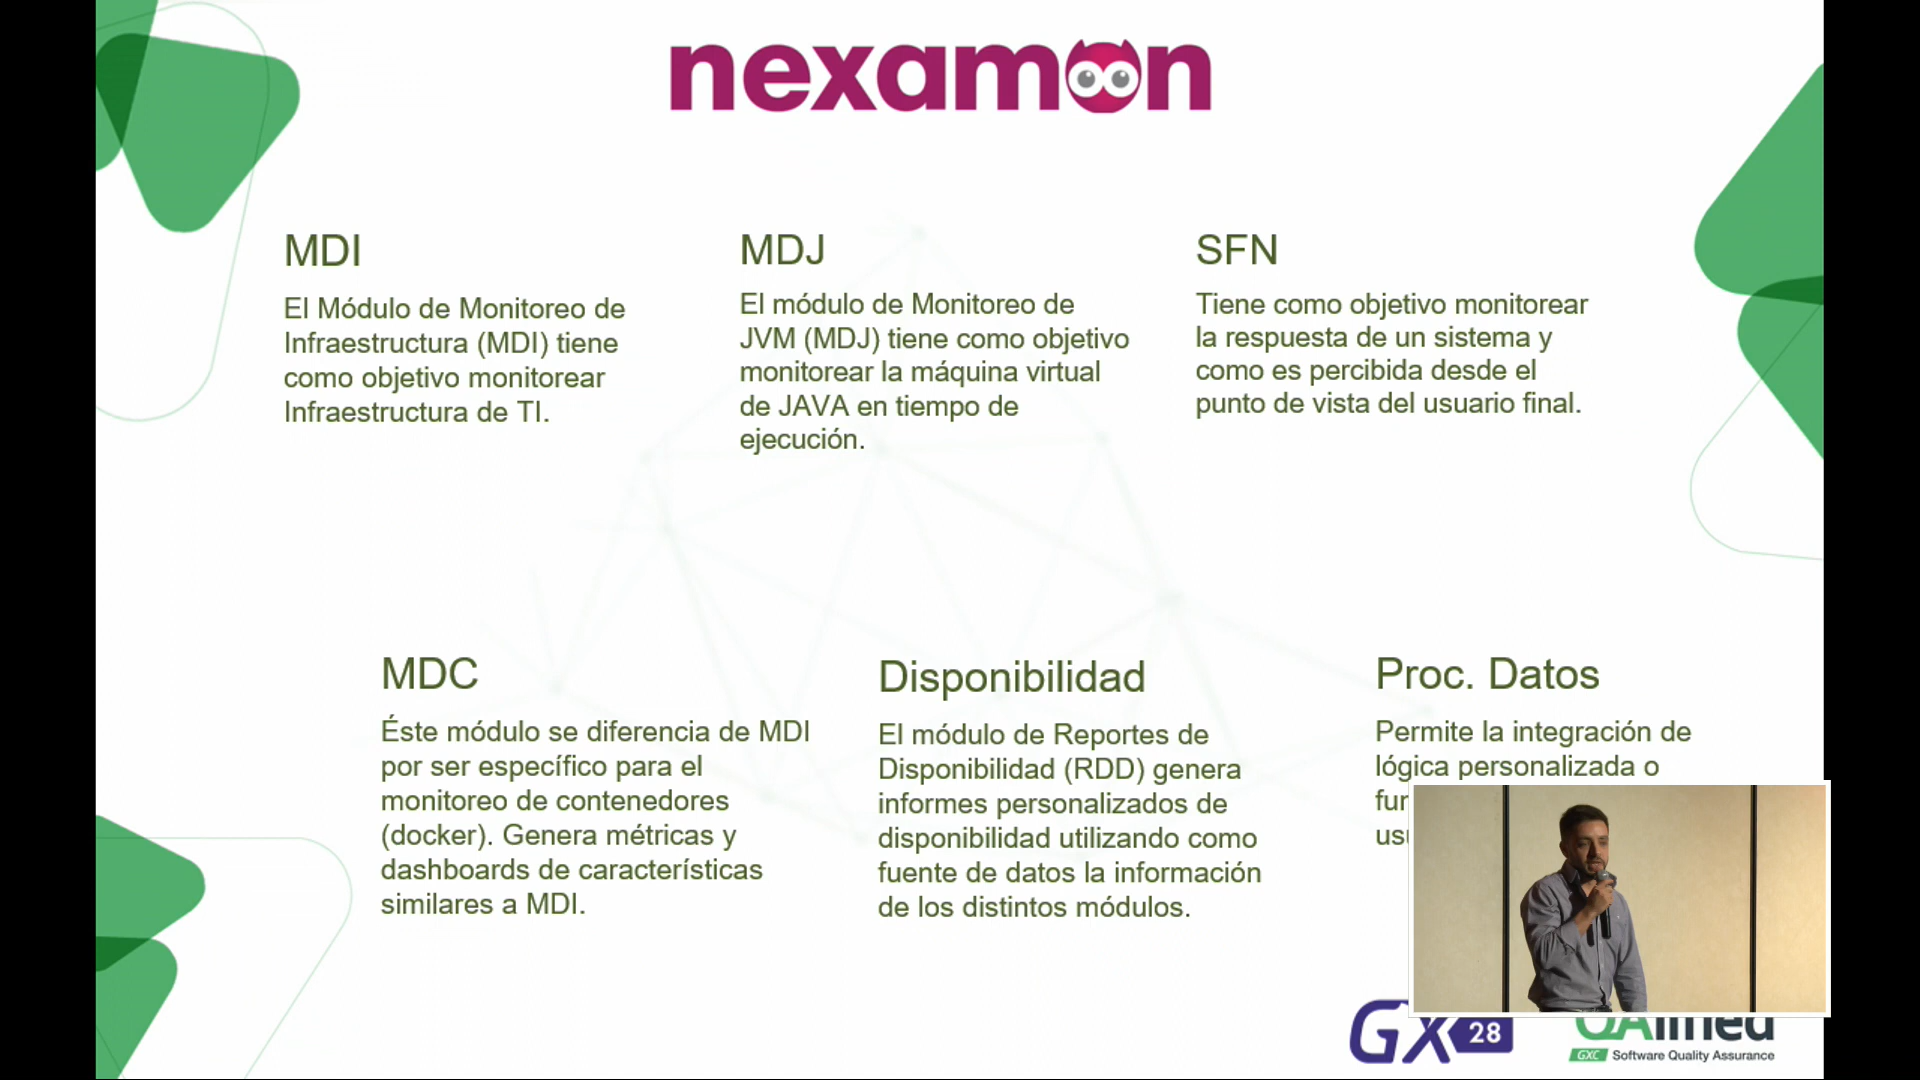 nexamon
MDI
El Módulo de Monitoreo de
Infraestructura (MDI) tiene
como objetivo monitorear
Infraestructura de TI.
MDJ
El módulo de Monitoreo de
JVM (MDJ) tiene como objetivo
monitorear la máquina virtual
de JAVA en tiempo de
ejecución.
SFN
Tiene como objetivo monitorear
la respuesta de un sistema y
como es percibida desde el
punto de vista del usuario final.
MDC
Éste módulo se diferencia de MDI
por ser específico para el
monitoreo de contenedores
(docker). Genera métricas y
dashboards de características
similares a MDI.
Disponibilidad
El módulo de Reportes de
Disponibilidad (RDD) genera
informes personalizados de
disponibilidad utilizando como
fuente de datos la información
de los distintos módulos.
Proc. Datos
Permite la integración de
lógica personalizada o
GX 28
GXC Software Quality Assurance